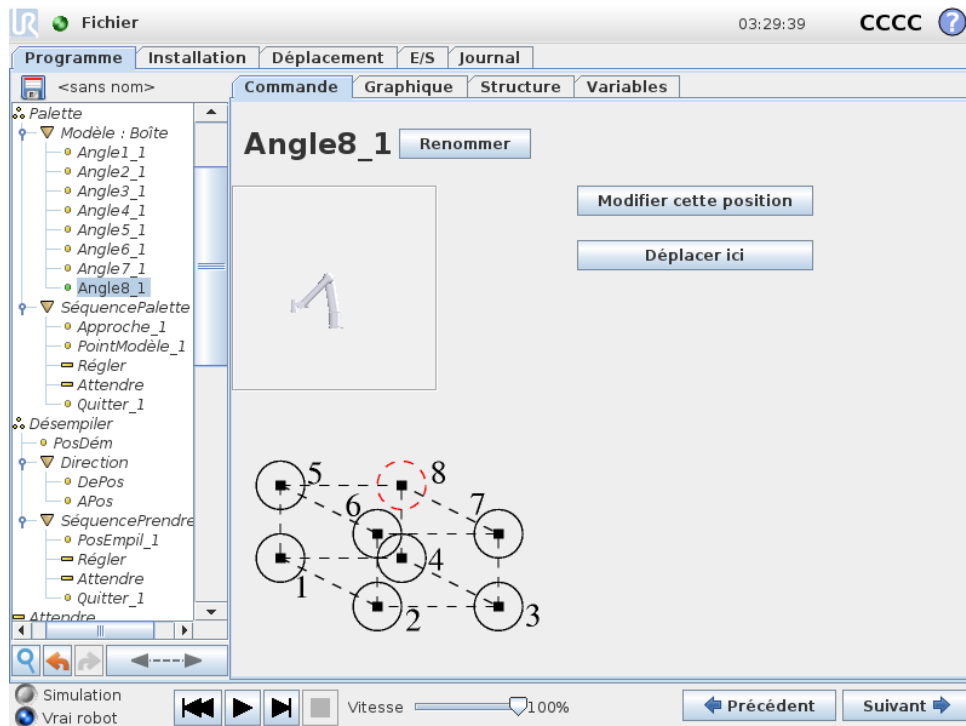 UR Fichier 03:29:39 CCCC ?
Programme Installation Déplacement E/S Journal
<sans nom> Commande Graphique Structure Variables
Palette
Modèle : Boîte
Angle1_1
Angle2_1
Angle3_1
Angle4_1
Angle5_1
Angle6_1
Angle7_1
Angle8_1
SéquencePalette
Approche_1
PointModèle_1
Régler
Attendre
Quitter_1
Désempiler
PosDém
Direction
DePos
APos
SéquencePrendre
PosEmpil_1
Régler
Attendre
Quitter_1
Attendre
Angle8_1 Renommer
Modifier cette position
Déplacer ici
5 8
6 7
4
1
2 3
Simulation
Vrai robot
Vitesse 100%
Précédent Suivant